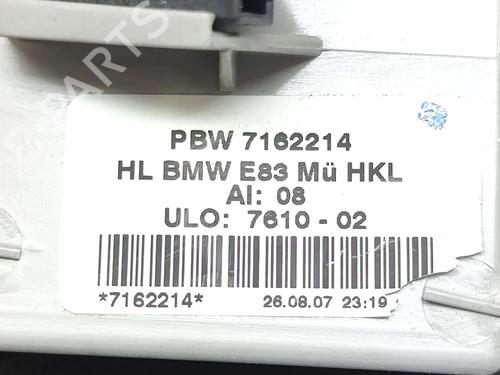 PBW 7162214
HL BMW E83 Mü HKL
AI: 08
ULO: 7610 - 02
*7162214*
26.08.07 23:19